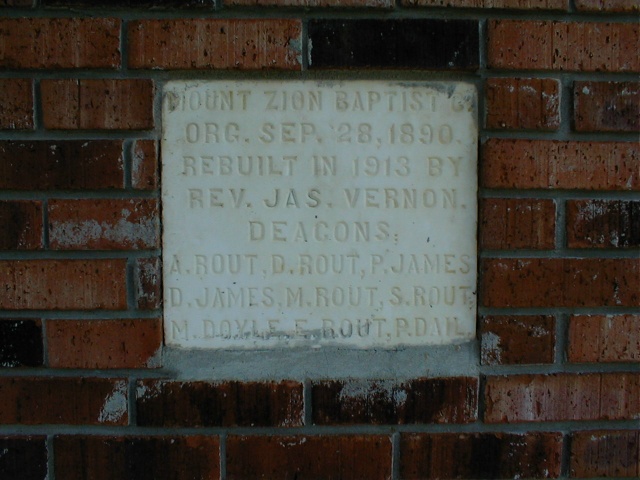 MOUNT ZION BAPTIST C.
ORG. SEP. 28, 1890.
REBUILT IN 1913 BY
REV. JAS. VERNON.
DEACONS;
A. ROUT, D. ROUT, P. JAMES
D. JAMES, M. ROUT, S. ROUT
M. DOYLE, E. ROUT, P. DAIL